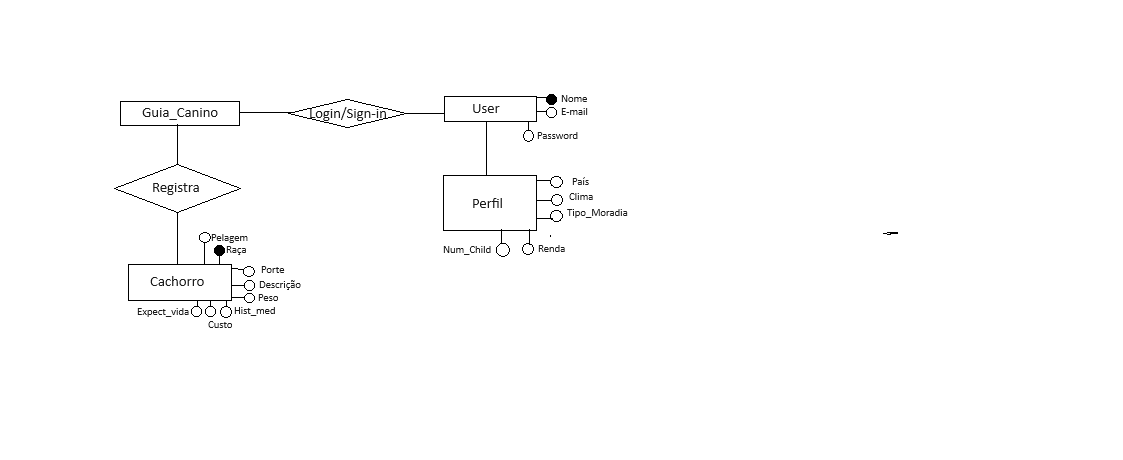 Guia_Canino
Login/Sign-in
User
Nome
E-mail
Password
Registra
Perfil
País
Clima
Tipo_Moradia
Num_Child
Renda
Pelagem
Raça
Cachorro
Porte
Descrição
Peso
Expect_vida
Hist_med
Custo